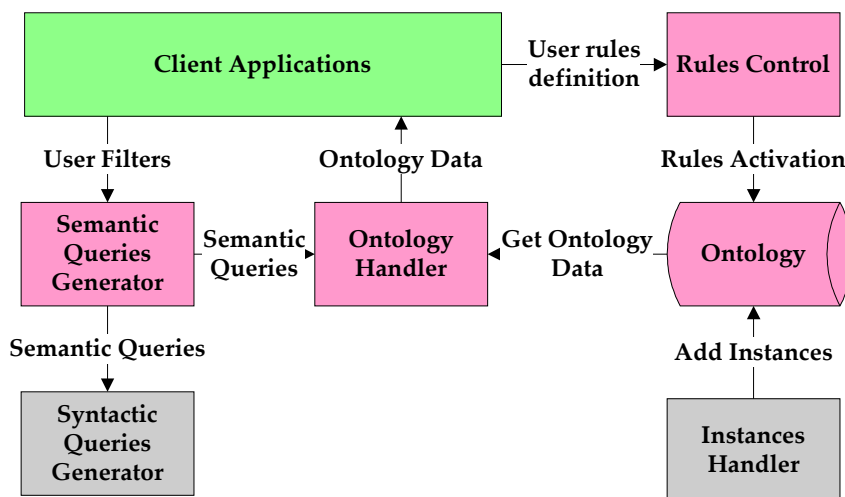 Client Applications
User rules
definition
Rules Control
User Filters
Ontology Data
Rules Activation
Semantic
Queries
Generator
Semantic
Queries
Ontology
Handler
Get Ontology
Data
Ontology
Semantic Queries
Add Instances
Syntactic
Queries
Generator
Instances
Handler